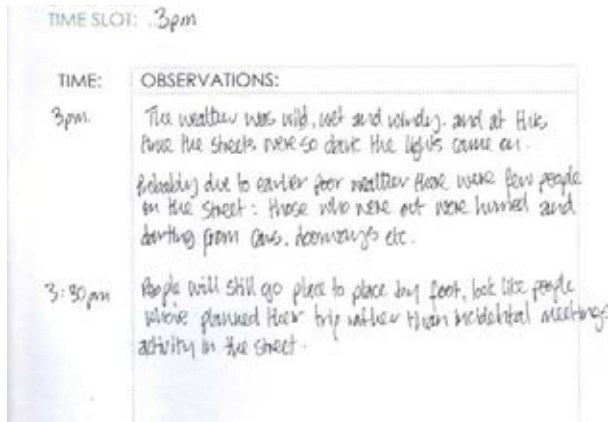 TIME SLOT: 3pm
TIME: OBSERVATIONS:
3pm. The weather was wild, wet and windy. and at this
time the streets were so dark the lights came on.
Probably due to earlier poor weather there were few people
on the street: those who were out were hurried and
darting from cars, doorways etc.
3:30pm People will still go place to place by foot, look like people
who've planned their trip rather than incidental meetings
activity in the street.